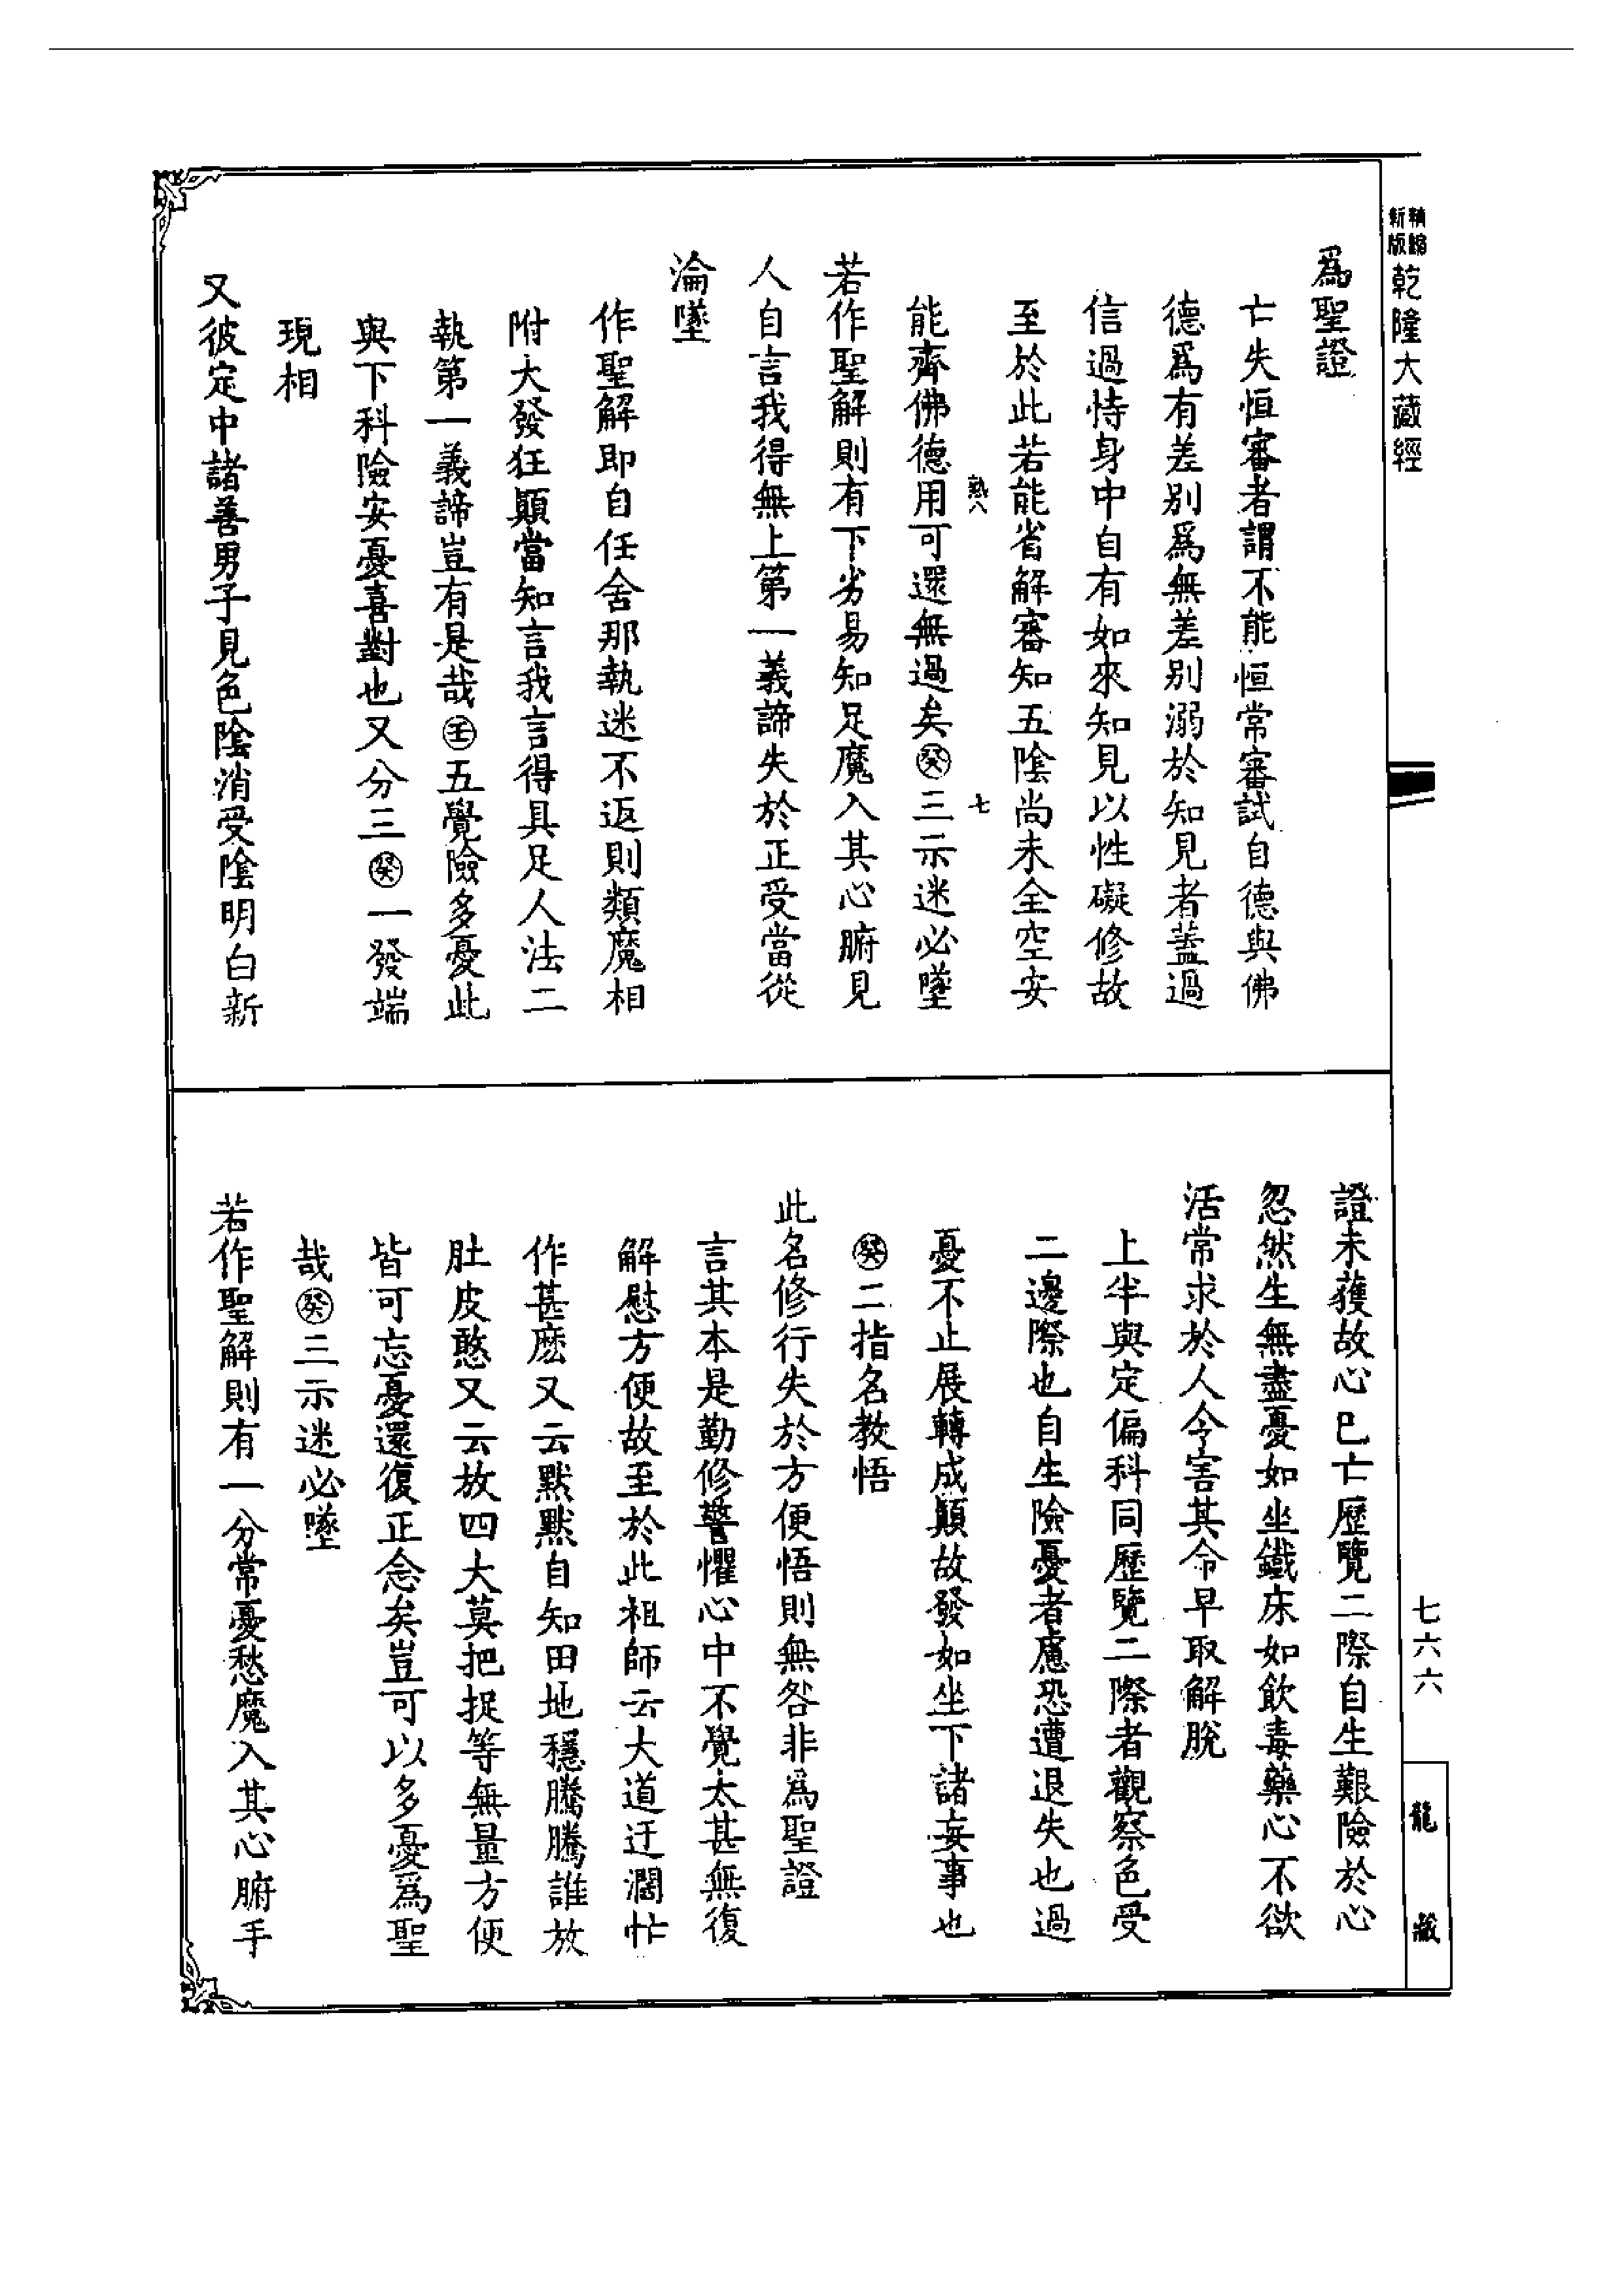 精縮新版乾隆大藏經
為聖證
亡失恒審者謂不能恒常審試自德與佛
德爲有差別爲無差別溺於知見者蓋過
信過恃身中自有如來知見以性礙修故
至於此若能省解審知五陰尚未全空安
熟八 七
能齊佛德用可還無過矣㊌三示迷必墜
若作聖解則有下劣易知足魔入其心腑見
人自言我得無上第一義諦失於正受當從
淪墜
作聖解即自任舍那執迷不返則類魔相
附大發狂顚當知言我言得具足人法二
執第一義諦豈有是哉壬五覺險多憂此
與下科險安憂喜對也又分三癸一發端
現相
又彼定中諸善男子見色陰消受陰明白新
證未獲故心已亡歷覽二際自生艱險於心
忽然生無盡憂如坐鐵床如飲毒藥心不欲
活常求於人令害其命早取解脫
上半與定偏科同歷覽二際者觀察色受
二邊際也自生險憂者慮恐遭退失也過
憂不止展轉成顚故發如坐下諸妄事也
癸二指名教悟
此名修行失於方便悟則無咎非爲聖證
言其本是勤修警懼心中不覺太甚無復
解慰方便故至於此祖師云大道迂濶忙
作甚麽又云默默自知田地穩騰騰誰放
肚皮憨又云放四大莫把捉等無量方便
皆可忘憂還復正念矣豈可以多憂爲聖
哉癸三示迷必墜
若作聖解則有一分常憂愁魔入其心腑手
七六六
龍藏